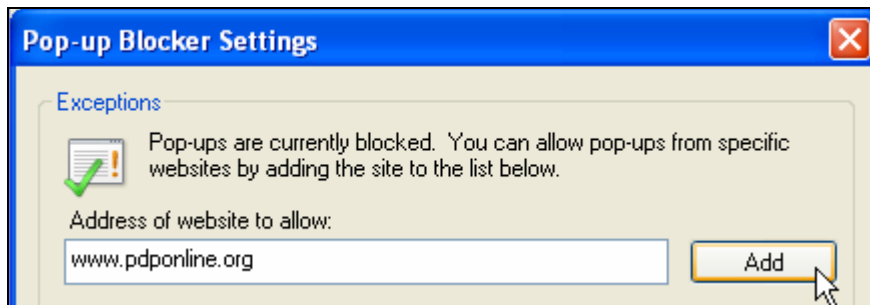 Pop-up Blocker Settings
Exceptions
Pop-ups are currently blocked. You can allow pop-ups from specific
websites by adding the site to the list below.
Address of website to allow:
www.pdponline.org
Add